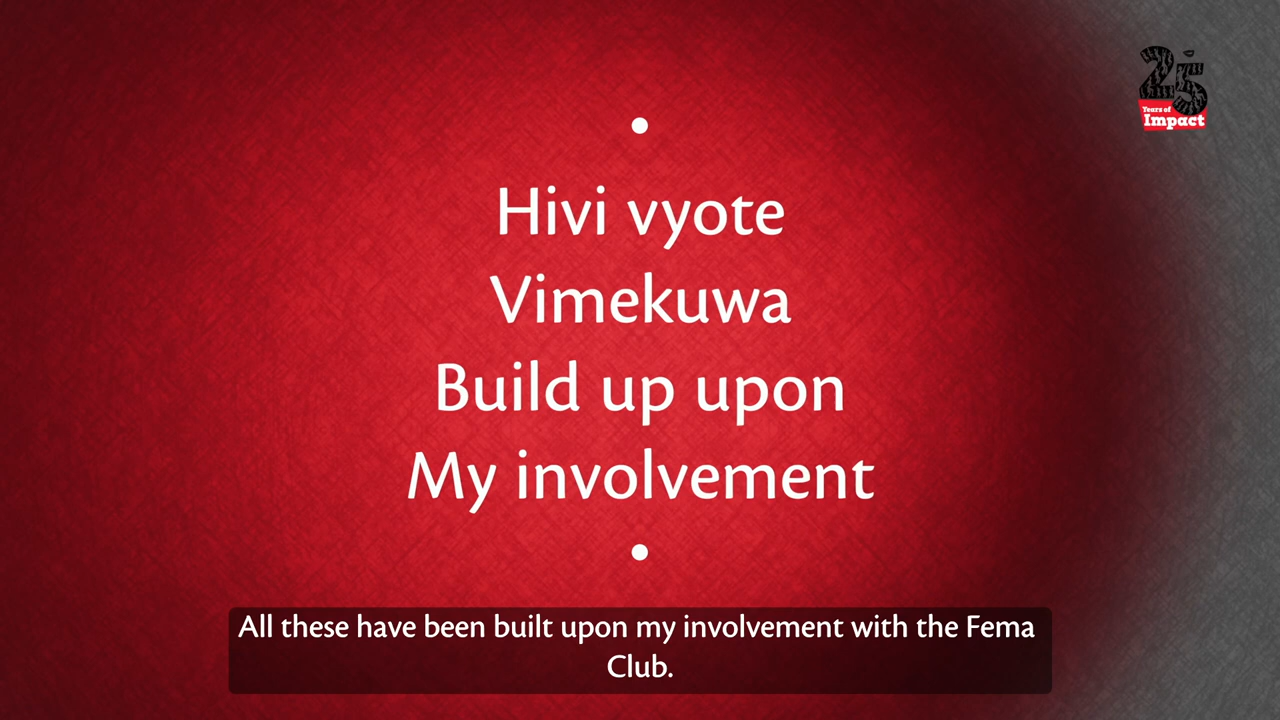 25
Years of
Impact
Hivi vyote
Vimekuwa
Build up upon
My involvement
All these have been built upon my involvement with the Fema
Club.